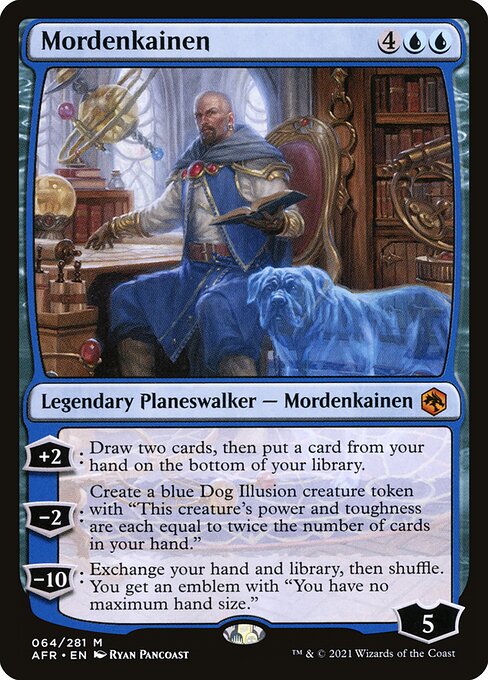 Mordenkainen 4
Legendary Planeswalker — Mordenkainen
+2 : Draw two cards, then put a card from your
hand on the bottom of your library.
Create a blue Dog Illusion creature token
-2 : with “This creature's power and toughness
are each equal to twice the number of cards
in your hand.”
-10 : Exchange your hand and library, then shuffle.
You get an emblem with “You have no
maximum hand size.”
5
064/281 M
AFR • EN Ryan Pancoast
™ & © 2021 Wizards of the Coast